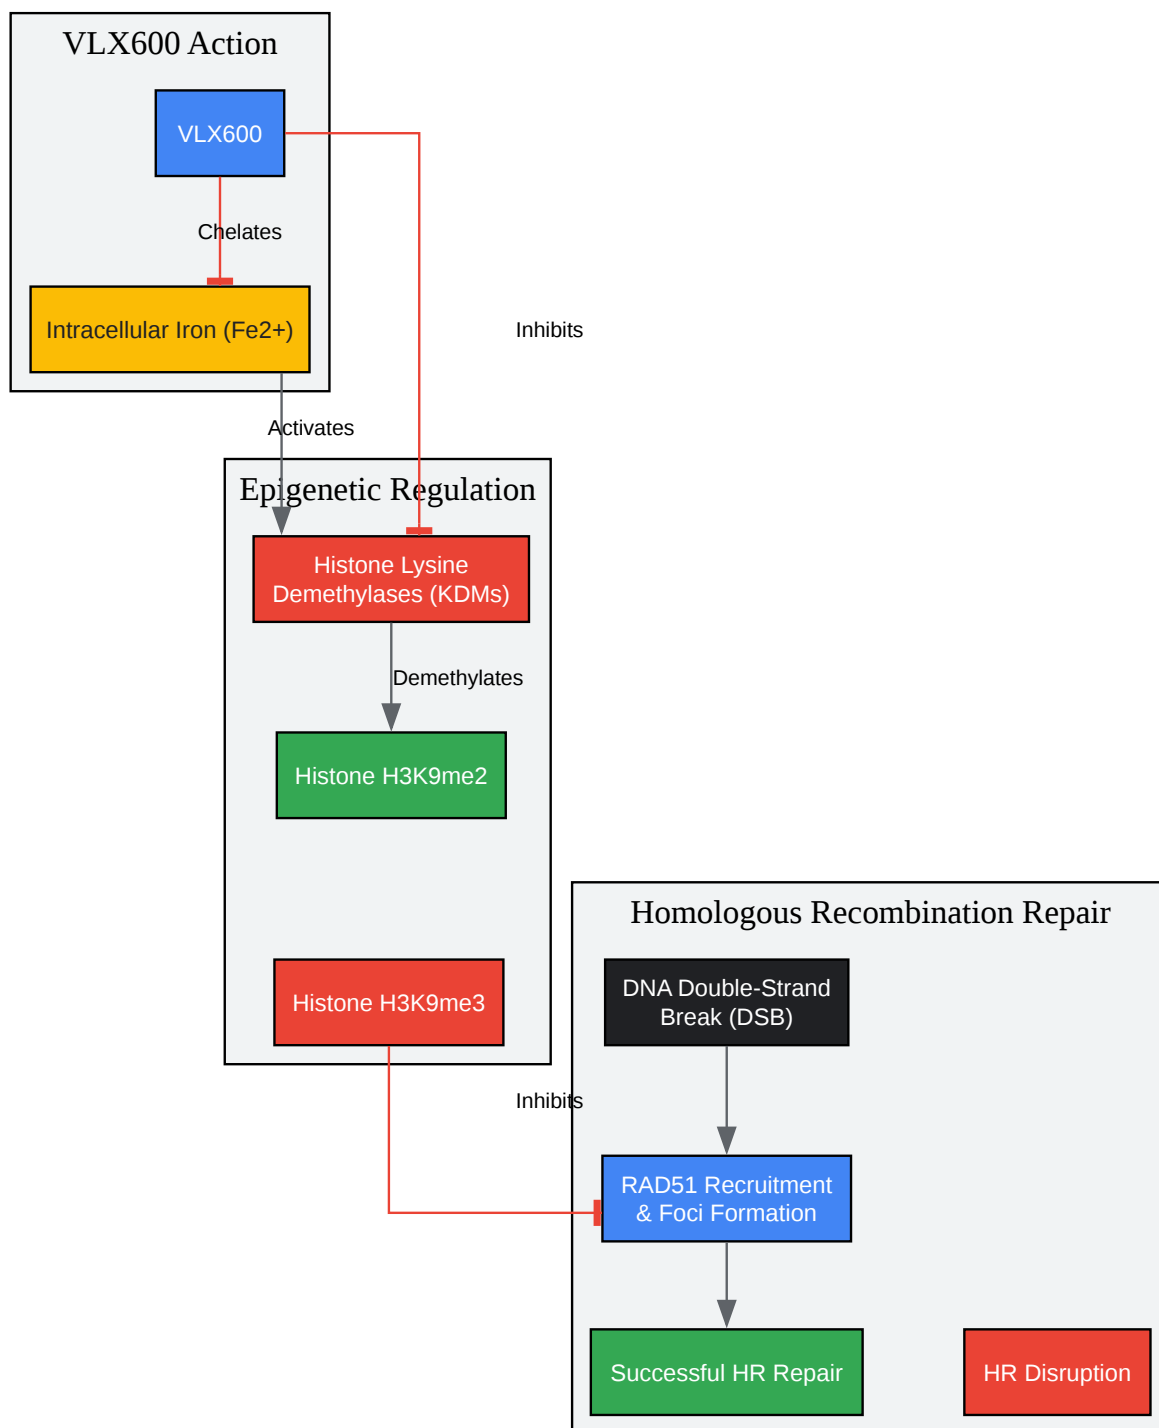 VLX600 Action
VLX600
Chelates
Intracellular Iron (Fe2+)
Inhibits
Activates
Epigenetic Regulation
Histone Lysine
Demethylases (KDMs)
Demethylates
Histone H3K9me2
Homologous Recombination Repair
Histone H3K9me3
DNA Double-Strand
Break (DSB)
Inhibits
RAD51 Recruitment
& Foci Formation
Successful HR Repair
HR Disruption